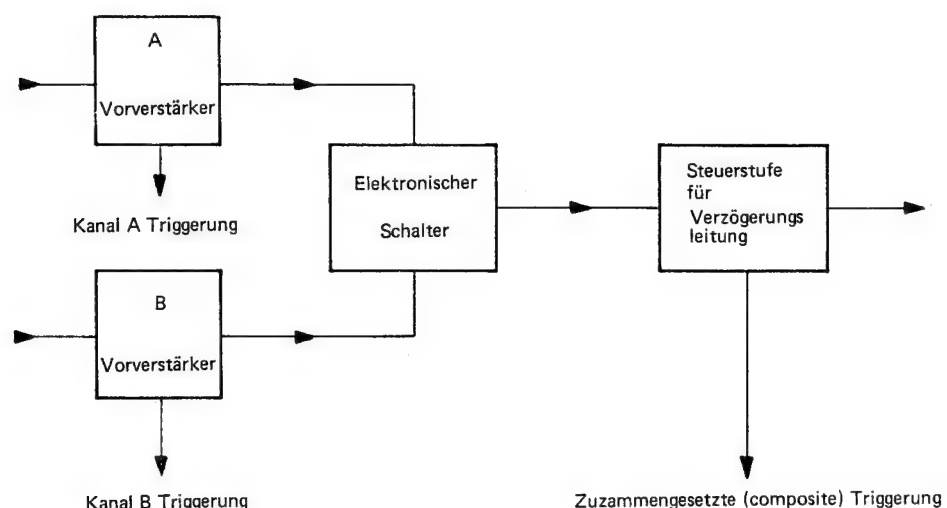 A
Vorverstärker
Kanal A Triggerung
B
Vorverstärker
Kanal B Triggerung
Elektronischer
Schalter
Steuerstufe
für
Verzögerungs
leitung
Zuzammengesetzte (composite) Triggerung